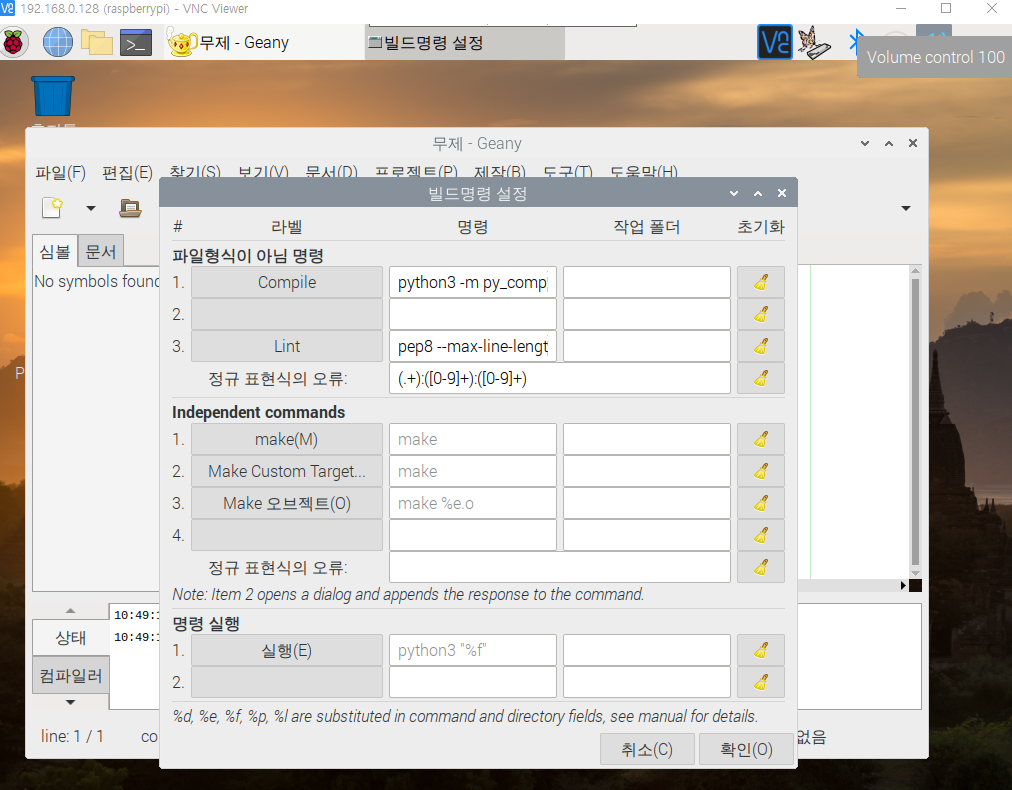 192.168.0.128 (raspberrypi) - VNC Viewer
무제 - Geany
빌드명령 설정
Volume control 100
무제 - Geany
파일(F) 편집(E) 찾기(S) 보기(V) 문서(D) 프로젝트(P) 제작(B) 도구(T) 도움말(H)
빌드명령 설정
# 라벨 명령 작업 폴더 초기화
심볼 문서
No symbols found
파일형식이 아님 명령
1. Compile python3 -m py_comp
2.
3. Lint pep8 --max-line-lengt
정규 표현식의 오류: (.+):([0-9]+):([0-9]+)
Independent commands
1. make(M) make
2. Make Custom Target... make
3. Make 오브젝트(O) make %e.o
4.
정규 표현식의 오류:
Note: Item 2 opens a dialog and appends the response to the command.
명령 실행
1. 실행(E) python3 "%f"
2.
%d, %e, %f, %p, %l are substituted in command and directory fields, see manual for details.
취소(C) 확인(O)
상태
컴파일러
10:49:1
10:49:1
line: 1 / 1 co
없음